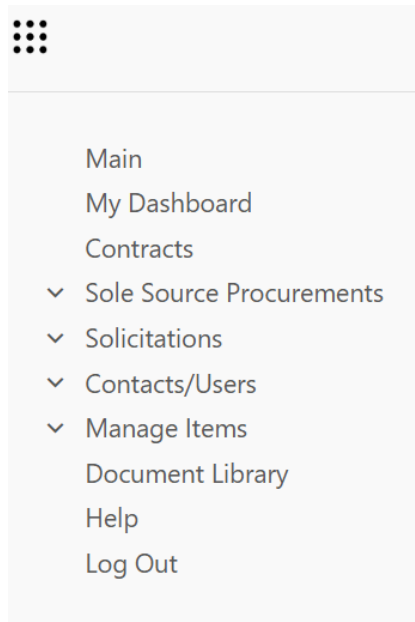 Main
My Dashboard
Contracts
Sole Source Procurements
Solicitations
Contacts/Users
Manage Items
Document Library
Help
Log Out